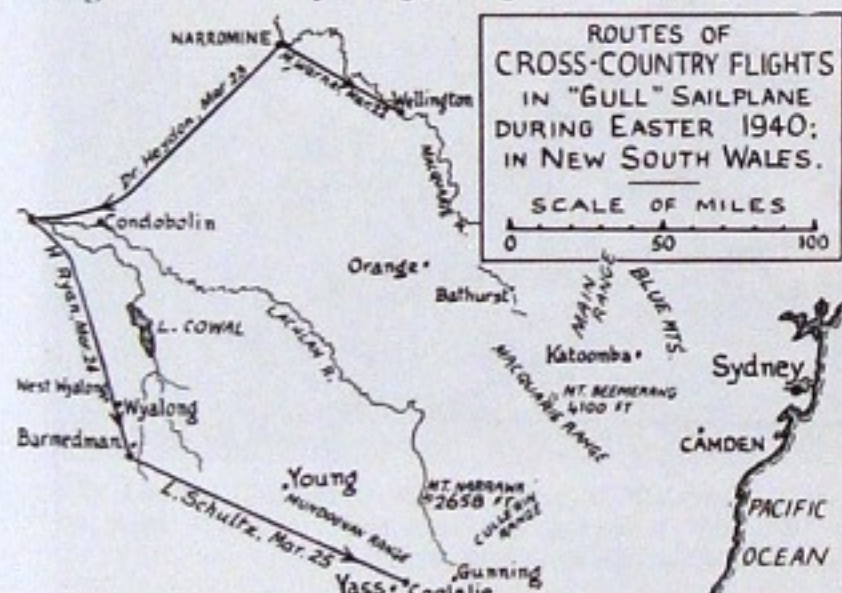 ROUTES OF
CROSS-COUNTRY FLIGHTS
IN "GULL" SAILPLANE
DURING EASTER 1940:
IN NEW SOUTH WALES.
SCALE OF MILES
0 50 100
NARROMINE
Wellington
Dr. Heydon, Mar 23
MACQUARIE
Condobolin
Orange
Bathurst
MAIN
RANGE
BLUE MTS.
H Ryan, Mar. 24
L. COWAL
LACHLAN R.
Katoomba
Sydney
MACQUARIE RANGE
MT. BEEMERANG
4100 FT
West Wyalong
Wyalong
CAMDEN
Barmedman
Young
MT. NARRAWA
2658 FT
CULLERIN
RANGE
PACIFIC
OCEAN
L. Schultz. Mar. 25
MUNDOONAN RANGE
Gunning
Yass